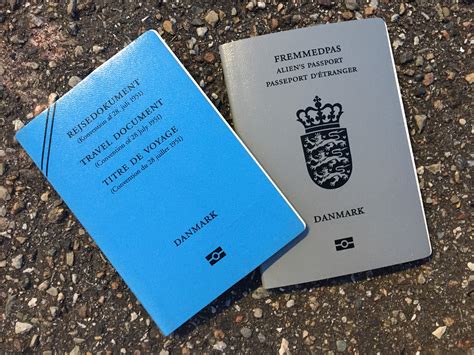 REJSEDOKUMENT
(Konvention af 28. juli 1951)
TRAVEL DOCUMENT
(Convention of 28 July 1951)
TITRE DE VOYAGE
(Convention du 28 juillet 1951)
DANMARK
FREMMEDPAS
ALIEN'S PASSPORT
PASSEPORT D'ÉTRANGER
DANMARK